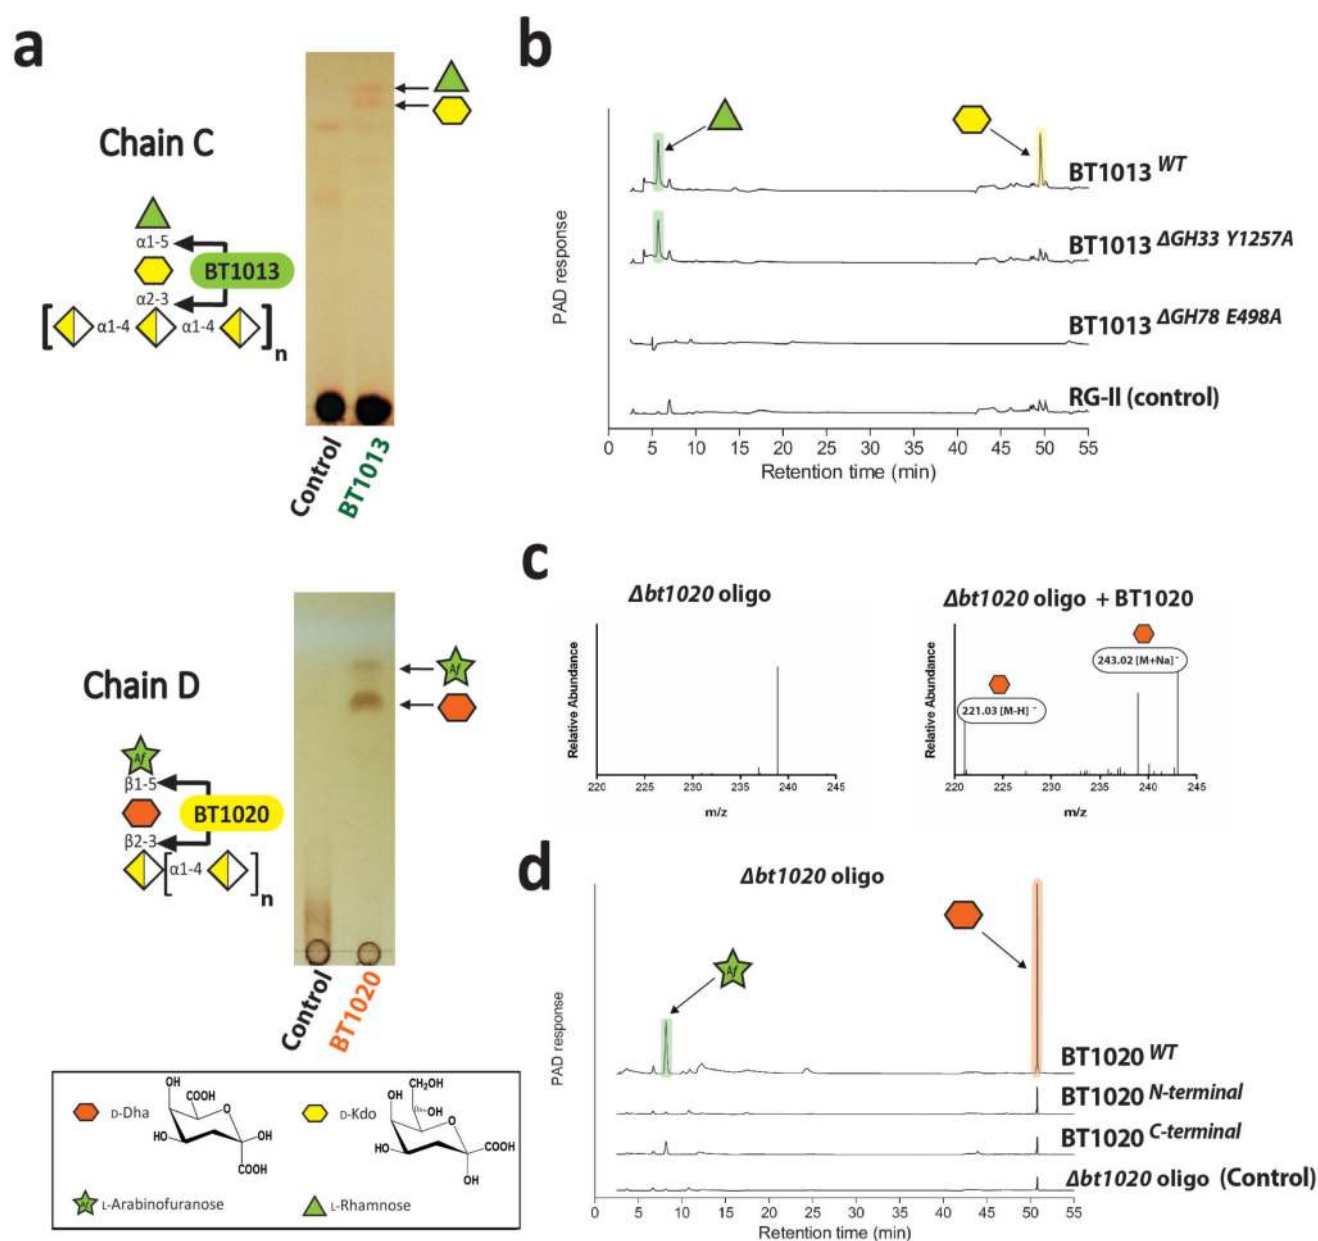 a
Chain C
α1-5
BT1013
α2-3
[ α1-4 α1-4 ]n
Control
BT1013
b
PAD response
BT1013 WT
BT1013 ΔGH33 Y1257A
BT1013 ΔGH78 E498A
RG-II (control)
0 5 10 15 20 25 30 35 40 45 50 55
Retention time (min)
Chain D
Af
Af
β1-5
BT1020
β2-3
[α1-4 ]n
Control
BT1020
c
Δbt1020 oligo
Relative Abundance
220 225 230 235 240 245
m/z
Δbt1020 oligo + BT1020
Relative Abundance
243.02 [M+Na]⁻
221.03 [M-H]⁻
220 225 230 235 240 245
m/z
d
Δbt1020 oligo
Af
PAD response
BT1020 WT
BT1020 N-terminal
BT1020 C-terminal
Δbt1020 oligo (Control)
0 5 10 15 20 25 30 35 40 45 50 55
Retention time (min)
D-Dha
OH
COOH
O
HO
OH
COOH
D-Kdo
CH₂OH
OH
OH
O
HO
COOH
OH
Af L-Arabinofuranose
L-Rhamnose